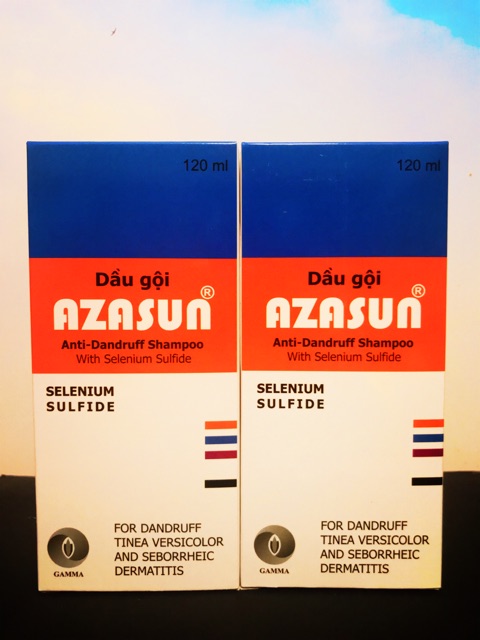 120 ml
Dầu gội
AZASUN®
Anti-Dandruff Shampoo
With Selenium Sulfide
SELENIUM
SULFIDE
FOR DANDRUFF
TINEA VERSICOLOR
AND SEBORRHEIC
DERMATITIS
GAMMA
120 ml
Dầu gội
AZASUN®
Anti-Dandruff Shampoo
With Selenium Sulfide
SELENIUM
SULFIDE
FOR DANDRUFF
TINEA VERSICOLOR
AND SEBORRHEIC
DERMATITIS
GAMMA